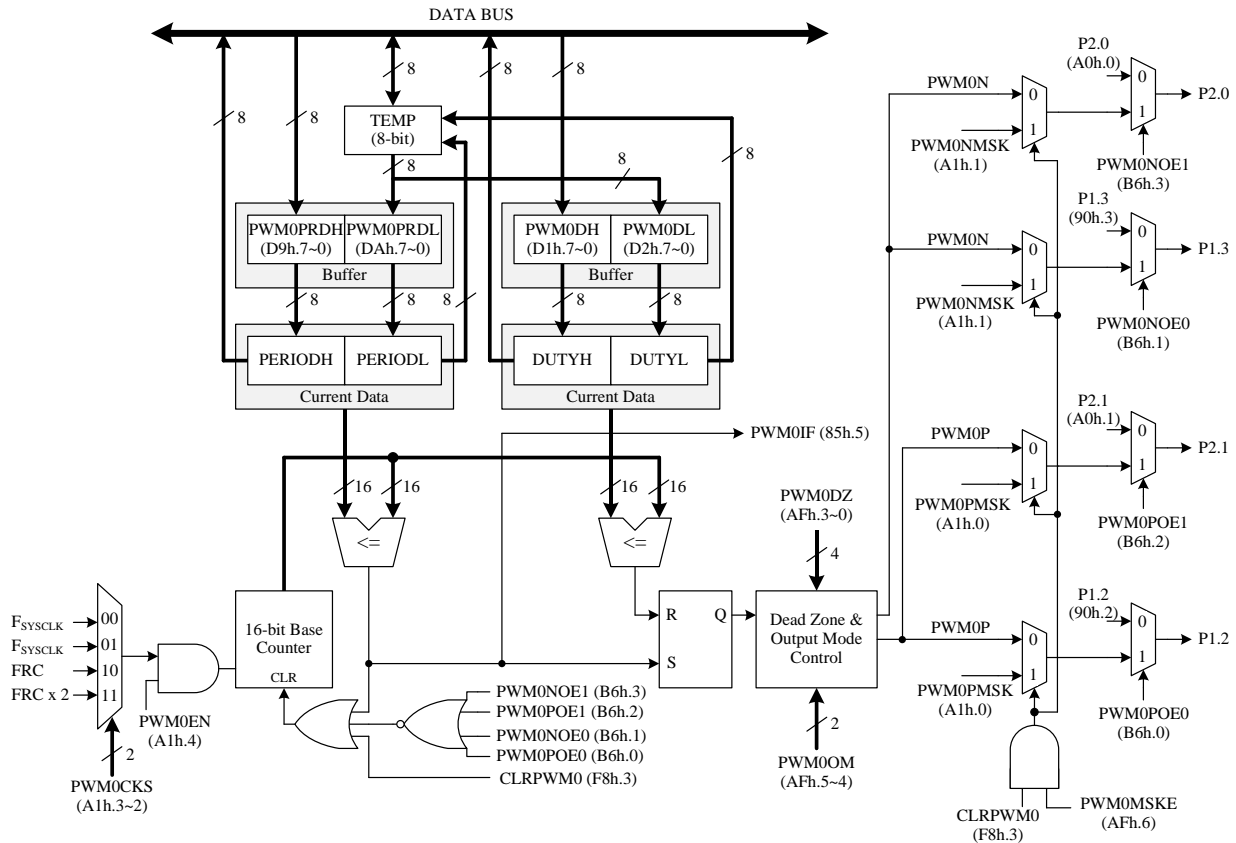 DATA BUS
8
8
8
8
8
TEMP
(8-bit)
8
8
8
PWM0PRDH
(D9h.7~0)
PWM0PRDL
(DAh.7~0)
Buffer
PWM0DH
(D1h.7~0)
PWM0DL
(D2h.7~0)
Buffer
8
8
8
8
8
PERIODH
PERIODL
Current Data
DUTYH
DUTYL
Current Data
PWM0IF (85h.5)
16
16
16
16
<=
<=
F_SYSCLK
F_SYSCLK
FRC
FRC x 2
00
01
10
11
2
PWM0CKS
(A1h.3~2)
PWM0EN
(A1h.4)
16-bit Base
Counter
CLR
PWM0NOE1 (B6h.3)
PWM0POE1 (B6h.2)
PWM0NOE0 (B6h.1)
PWM0POE0 (B6h.0)
CLRPWM0 (F8h.3)
R
Q
S
PWM0DZ
(AFh.3~0)
4
Dead Zone &
Output Mode
Control
2
PWM0OM
(AFh.5~4)
PWM0N
0
1
PWM0NMSK
(A1h.1)
P2.0
(A0h.0)
0
1
P2.0
PWM0NOE1
(B6h.3)
PWM0N
0
1
PWM0NMSK
(A1h.1)
P1.3
(90h.3)
0
1
P1.3
PWM0NOE0
(B6h.1)
PWM0P
0
1
PWM0PMSK
(A1h.0)
P2.1
(A0h.1)
0
1
P2.1
PWM0POE1
(B6h.2)
PWM0P
0
1
PWM0PMSK
(A1h.0)
P1.2
(90h.2)
0
1
P1.2
PWM0POE0
(B6h.0)
CLRPWM0
(F8h.3)
PWM0MSKE
(AFh.6)